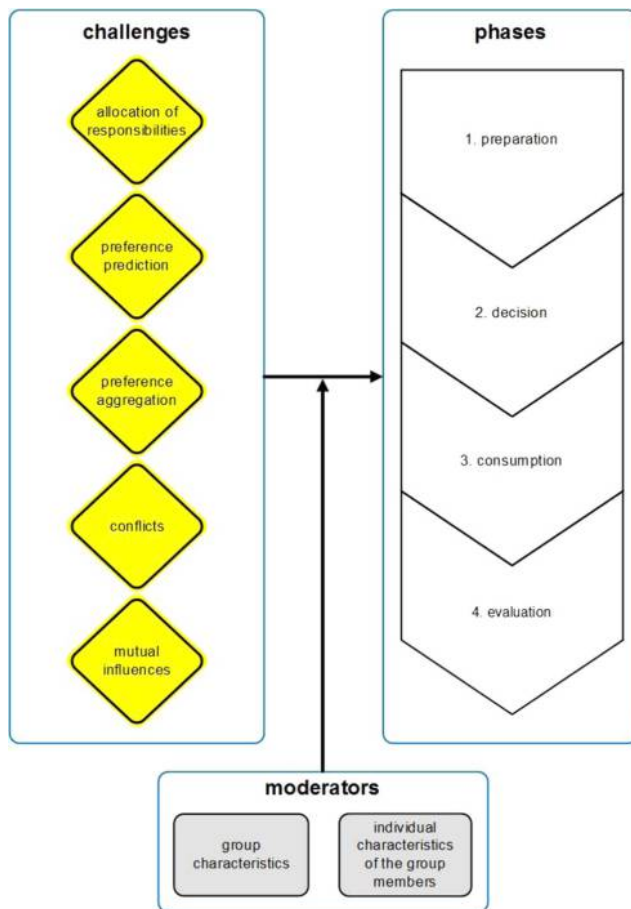 challenges
allocation of
responsibilities
preference
prediction
preference
aggregation
conflicts
mutual
influences
phases
1. preparation
2. decision
3. consumption
4. evaluation
moderators
group
characteristics
individual
characteristics
of the group
members